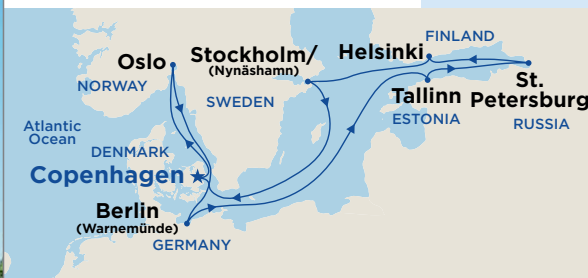 FINLAND
Oslo
Stockholm/
(Nynäshamn)
Helsinki
NORWAY
SWEDEN
Tallinn
ESTONIA
St.
Petersburg
RUSSIA
Atlantic
Ocean
DENMARK
Copenhagen
Berlin
(Warnemünde)
GERMANY